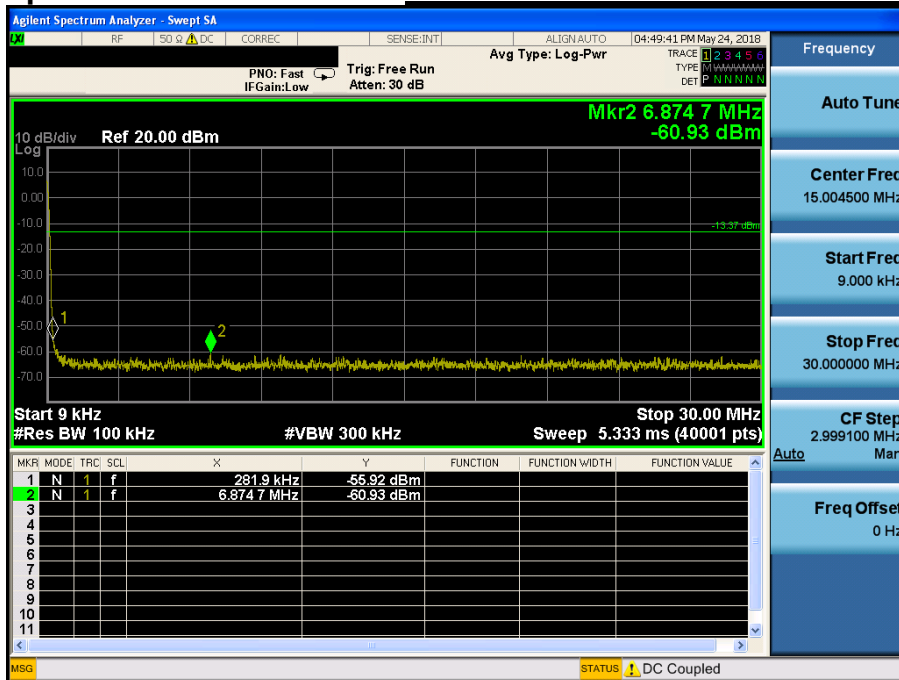 Agilent Spectrum Analyzer - Swept SA
LXI RF 50 Ω DC CORREC SENSE:INT ALIGN AUTO 04:49:41 PM May 24, 2018
Frequency
Avg Type: Log-Pwr
TRACE 1 2 3 4 5 6
TYPE M W W W W W
DET P N N N N N
PNO: Fast
IFGain:Low
Trig: Free Run
Atten: 30 dB
Auto Tune
Mkr2 6.874 7 MHz
-60.93 dBm
10 dB/div Ref 20.00 dBm
Log
10.0
0.00
-10.0
-13.37 dBm
-20.0
-30.0
-40.0
-50.0
-60.0
-70.0
1
2
Center Freq
15.004500 MHz
Start Freq
9.000 kHz
Stop Freq
30.000000 MHz
CF Step
2.999100 MHz
Auto Man
Freq Offset
0 Hz
Start 9 kHz Stop 30.00 MHz
#Res BW 100 kHz #VBW 300 kHz Sweep 5.333 ms (40001 pts)
MKR MODE TRC SCL X Y FUNCTION FUNCTION WIDTH FUNCTION VALUE
1 N 1 f 281.9 kHz -55.92 dBm
2 N 1 f 6.874 7 MHz -60.93 dBm
3
4
5
6
7
8
9
10
11
MSG STATUS DC Coupled